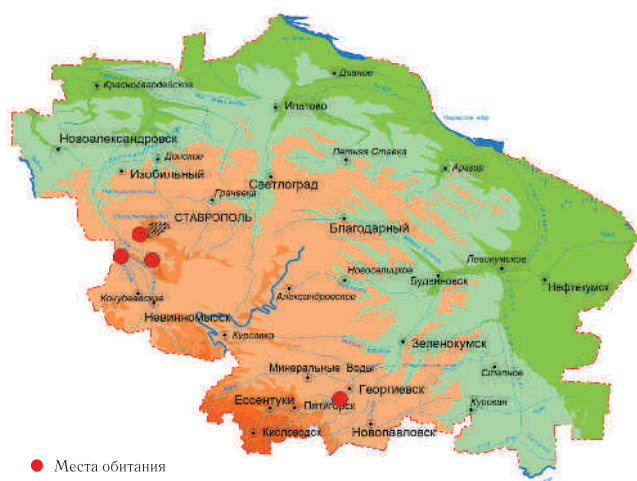 Дивное
Красногвардейское
Ипатово
Новоалександровск
Донское
Летняя Ставка
Арзгир
Изобильный
Светлоград
Грачевка
СТАВРОПОЛЬ
Благодарный
Левокумское
Новоселицкое
Буденновск
Нефтекумск
Александровское
Кочубеевское
Невинномысск
Курсавка
Зеленокумск
Минеральные Воды
Степное
Георгиевск
Ессентуки
Пятигорск
Курская
Кисловодск
Новопавловск
Места обитания